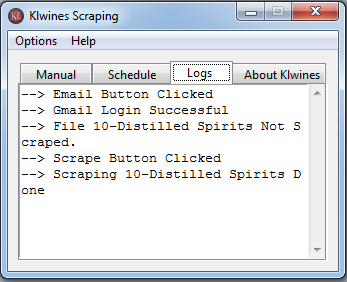 Klwines Scraping
Options Help
Manual Schedule Logs About Klwines
--> Email Button Clicked
--> Gmail Login Successful
--> File 10-Distilled Spirits Not S
craped.
--> Scrape Button Clicked
--> Scraping 10-Distilled Spirits D
one